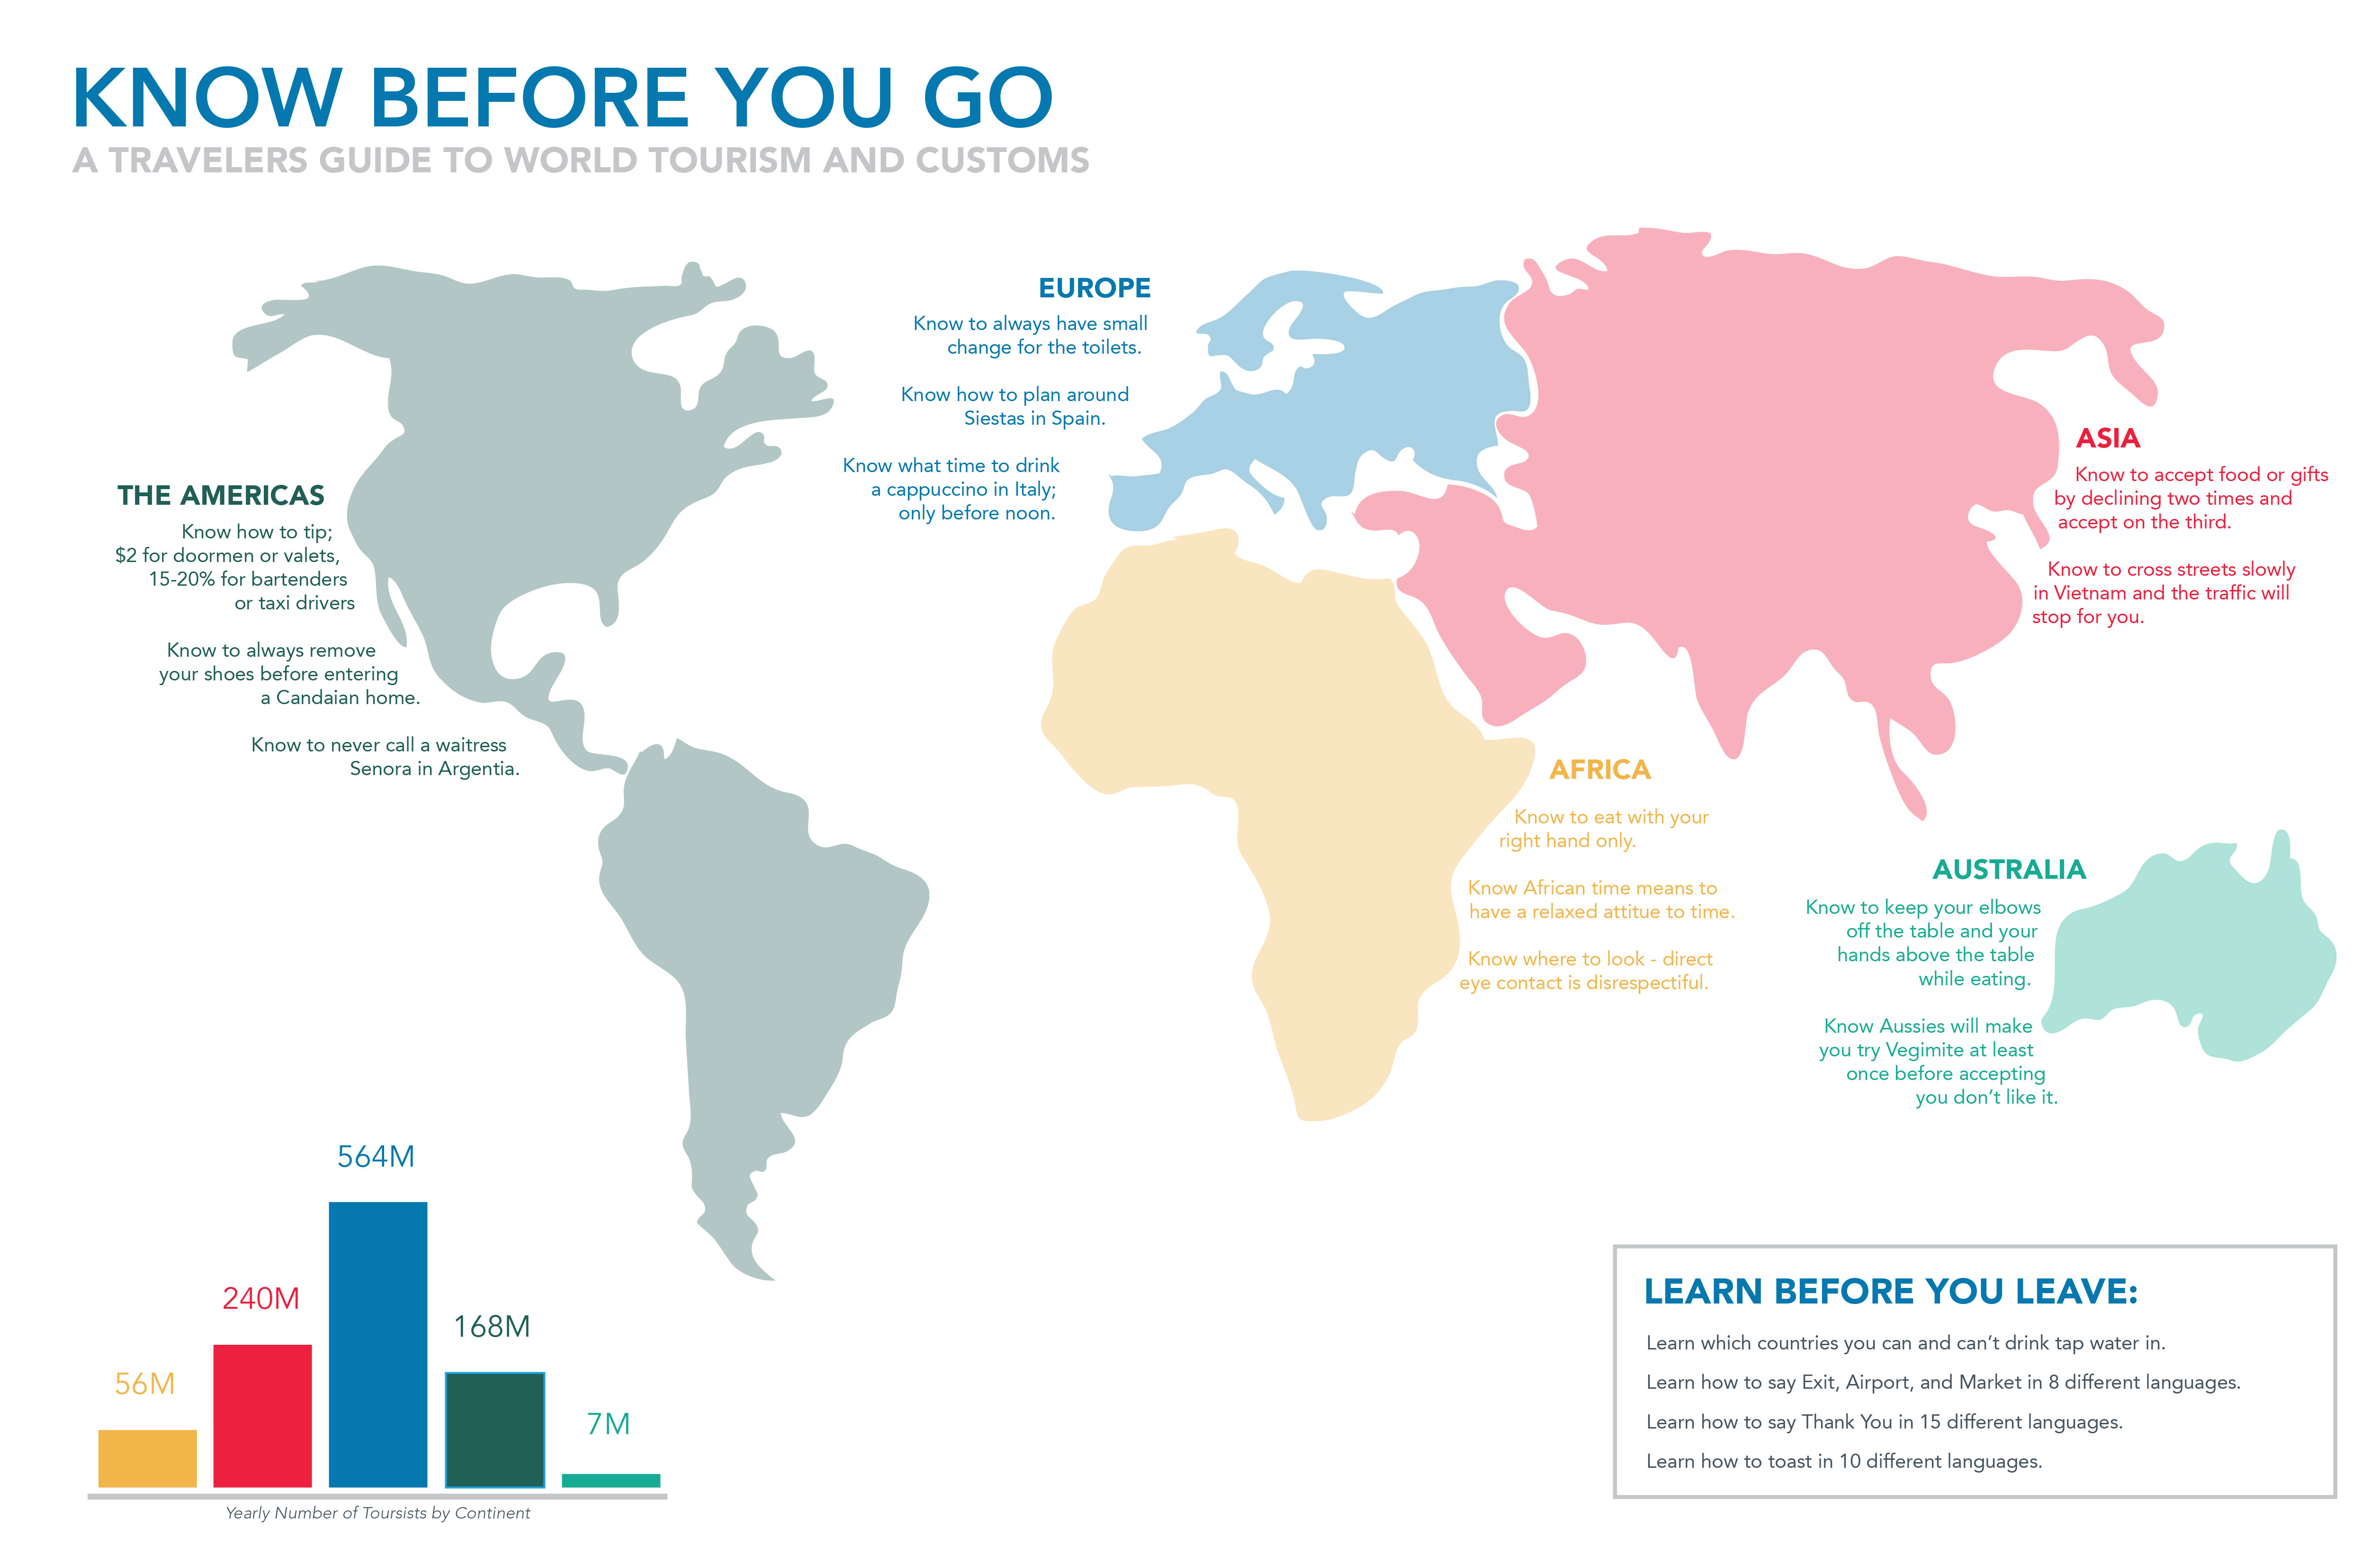 KNOW BEFORE YOU GO
A TRAVELERS GUIDE TO WORLD TOURISM AND CUSTOMS
THE AMERICAS
Know how to tip;
$2 for doormen or valets,
15-20% for bartenders
or taxi drivers
Know to always remove
your shoes before entering
a Candaian home.
Know to never call a waitress
Senora in Argentia.
EUROPE
Know to always have small
change for the toilets.
Know how to plan around
Siestas in Spain.
Know what time to drink
a cappuccino in Italy;
only before noon.
ASIA
Know to accept food or gifts
by declining two times and
accept on the third.
Know to cross streets slowly
in Vietnam and the traffic will
stop for you.
AFRICA
Know to eat with your
right hand only.
Know African time means to
have a relaxed attitue to time.
Know where to look - direct
eye contact is disrespectiful.
AUSTRALIA
Know to keep your elbows
off the table and your
hands above the table
while eating.
Know Aussies will make
you try Vegimite at least
once before accepting
you don't like it.
56M
240M
564M
168M
7M
Yearly Number of Toursists by Continent
LEARN BEFORE YOU LEAVE:
Learn which countries you can and can't drink tap water in.
Learn how to say Exit, Airport, and Market in 8 different languages.
Learn how to say Thank You in 15 different languages.
Learn how to toast in 10 different languages.